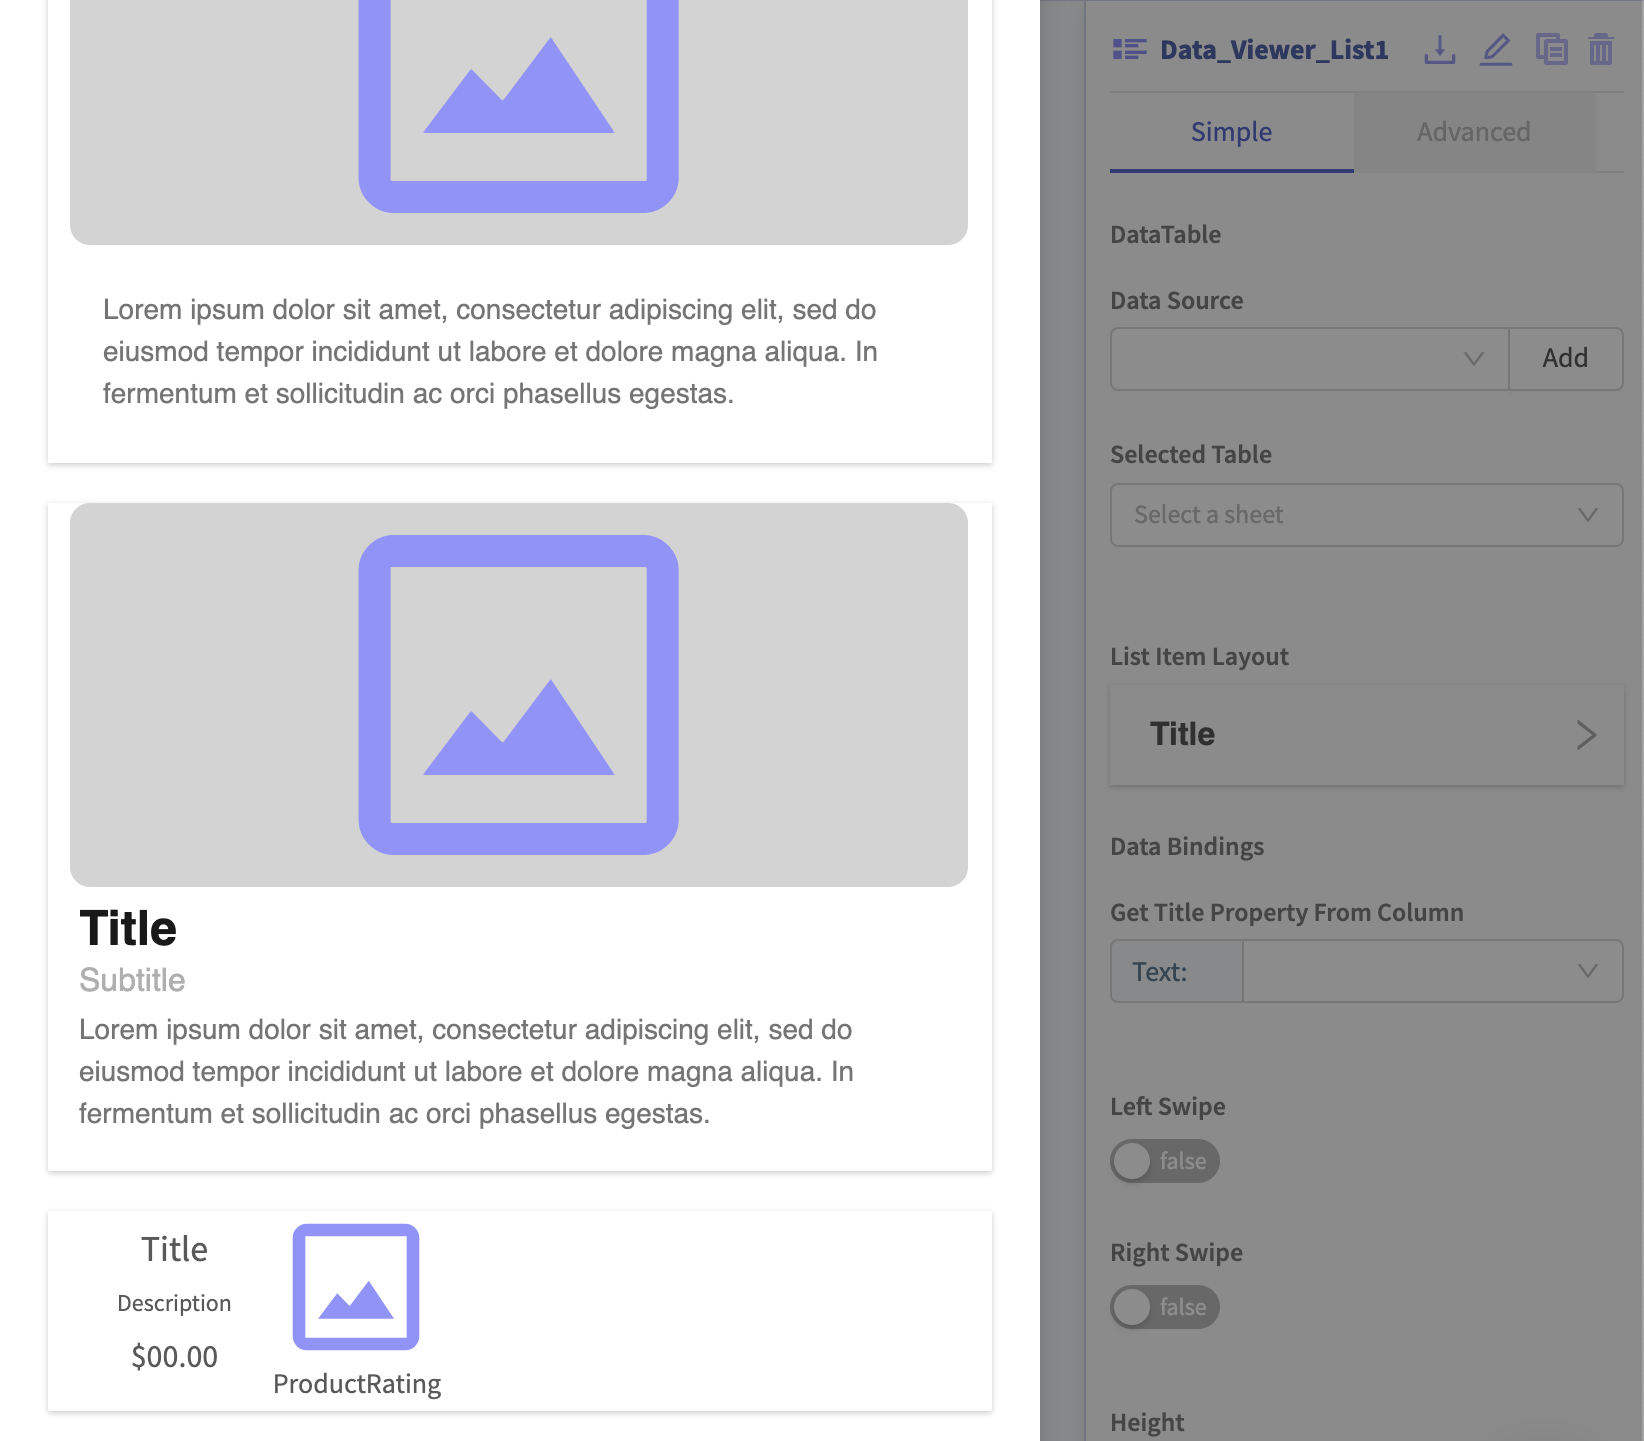 Lorem ipsum dolor sit amet, consectetur adipiscing elit, sed do
eiusmod tempor incididunt ut labore et dolore magna aliqua. In
fermentum et sollicitudin ac orci phasellus egestas.
Title
Subtitle
Lorem ipsum dolor sit amet, consectetur adipiscing elit, sed do
eiusmod tempor incididunt ut labore et dolore magna aliqua. In
fermentum et sollicitudin ac orci phasellus egestas.
Title
Description
$00.00
ProductRating
Data_Viewer_List1
Simple Advanced
DataTable
Data Source
Add
Selected Table
Select a sheet
List Item Layout
Title
Data Bindings
Get Title Property From Column
Text:
Left Swipe
false
Right Swipe
false
Height